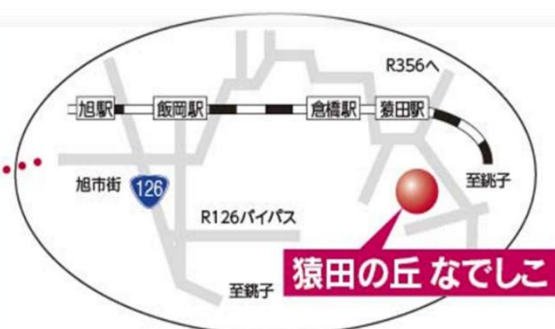 R356へ
旭駅
飯岡駅
倉橋駅
猿田駅
旭市街
126
至銚子
R126バイパス
猿田の丘 なでしこ
至銚子